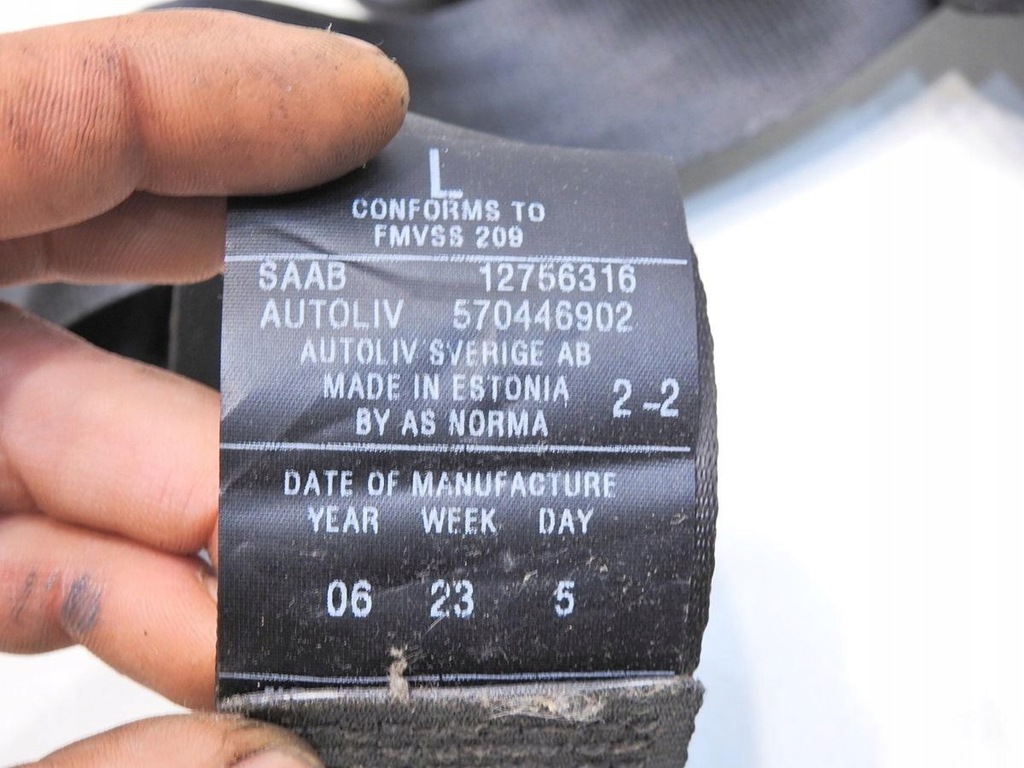 L
CONFORMS TO
FMVSS 209
SAAB 12756316
AUTOLIV 570446902
AUTOLIV SVERIGE AB
MADE IN ESTONIA 2-2
BY AS NORMA
DATE OF MANUFACTURE
YEAR WEEK DAY
06 23 5